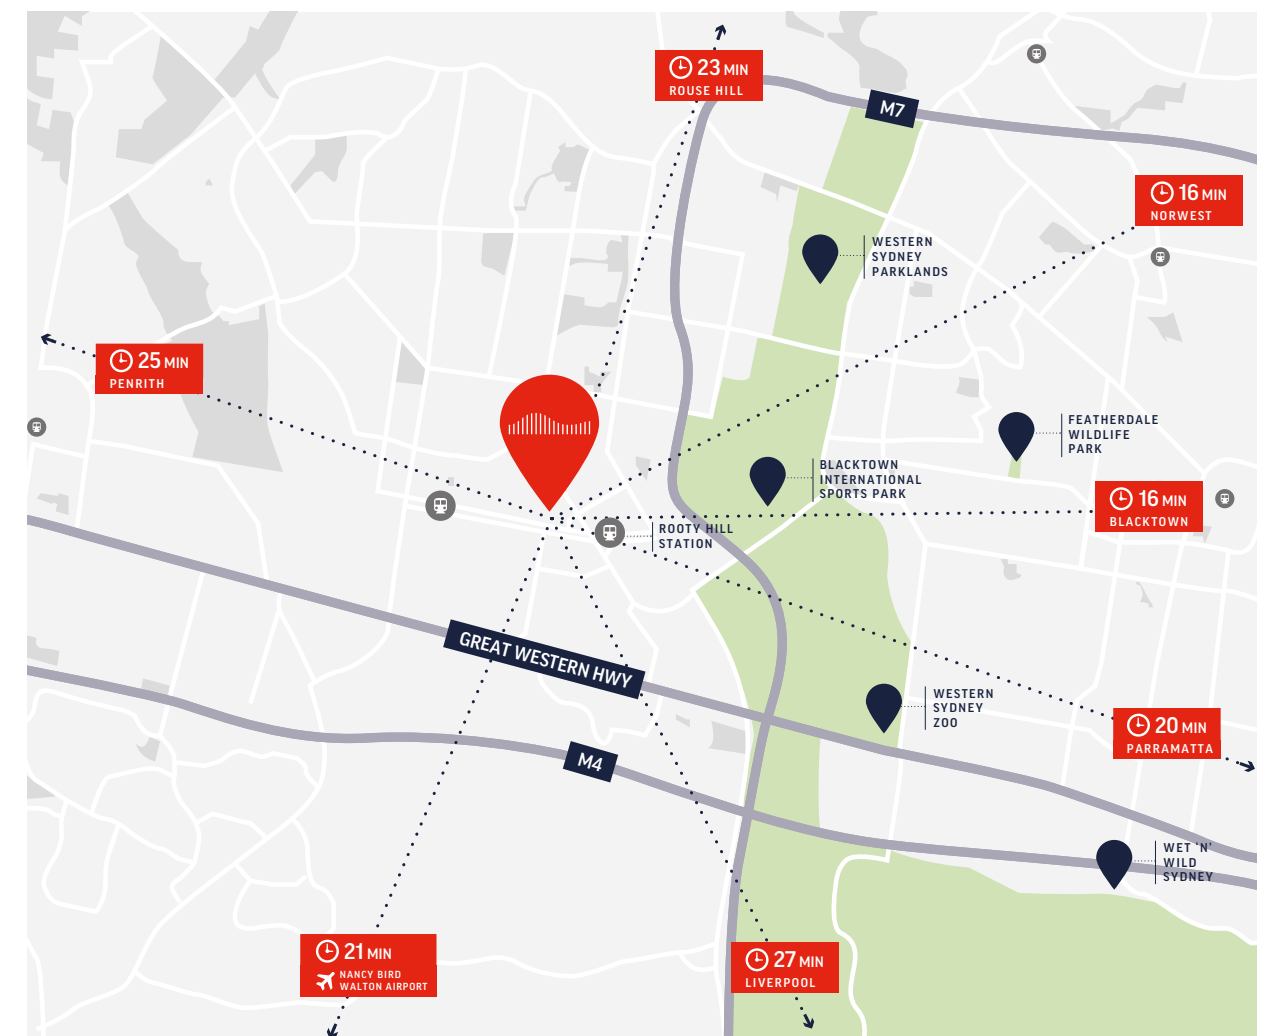 23 MIN
ROUSE HILL
M7
16 MIN
NORWEST
WESTERN
SYDNEY
PARKLANDS
25 MIN
PENRITH
FEATHERDALE
WILDLIFE
PARK
BLACKTOWN
INTERNATIONAL
SPORTS PARK
16 MIN
BLACKTOWN
ROOTY HILL
STATION
GREAT WESTERN HWY
WESTERN
SYDNEY
ZOO
20 MIN
PARRAMATTA
M4
WET 'N'
WILD
SYDNEY
21 MIN
NANCY BIRD
WALTON AIRPORT
27 MIN
LIVERPOOL